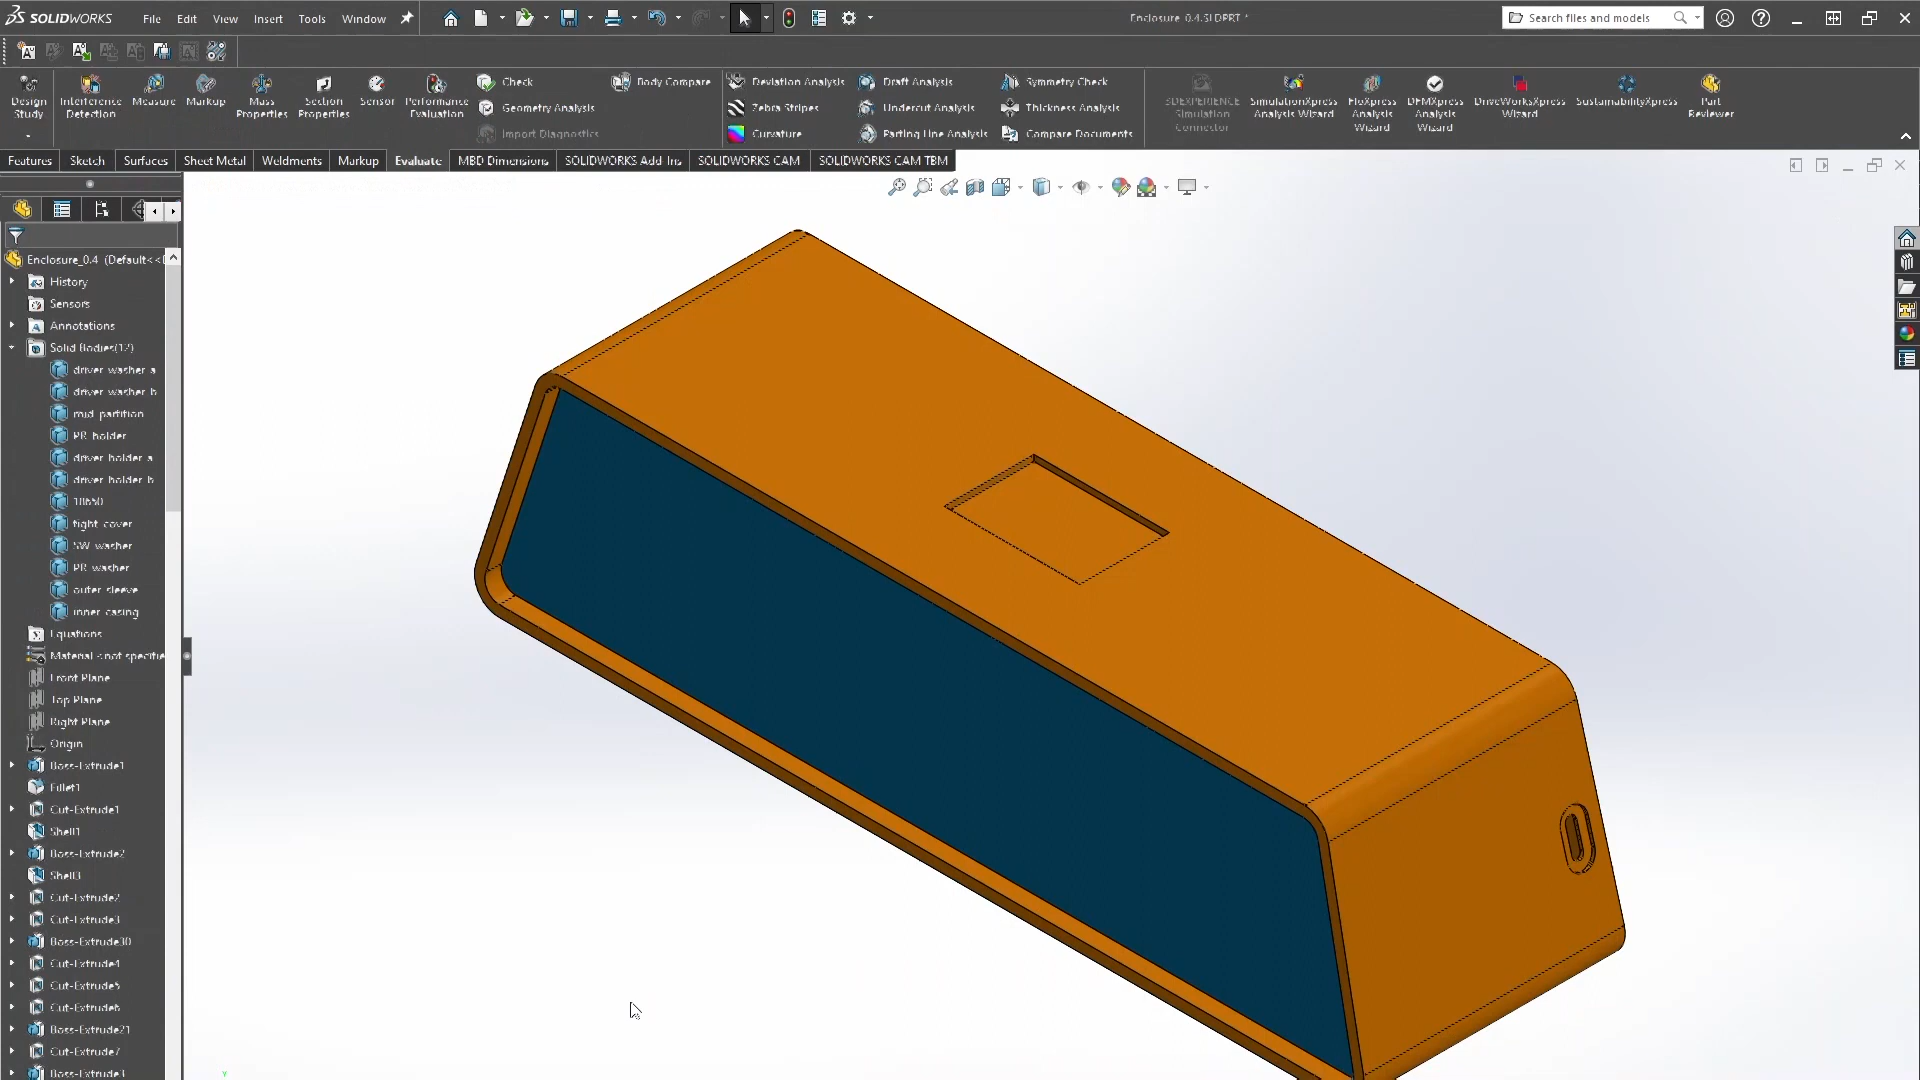 SOLIDWORKS
File Edit View Insert Tools Window
Enclosure_0.4.SLDPRT *
Search files and models
Design Study
Interference Detection
Measure
Markup
Mass Properties
Section Properties
Sensor
Performance Evaluation
Check
Geometry Analysis
Import Diagnostics
Body Compare
Deviation Analysis
Zebra Stripes
Curvature
Draft Analysis
Undercut Analysis
Parting Line Analysis
Symmetry Check
Thickness Analysis
Compare Documents
3DEXPERIENCE Simulation Connector
SimulationXpress Analysis Wizard
FloXpress Analysis Wizard
DFMXpress Analysis Wizard
DriveWorksXpress Wizard
SustainabilityXpress
Part Reviewer
Features Sketch Surfaces Sheet Metal Weldments Markup Evaluate MBD Dimensions SOLIDWORKS Add-Ins SOLIDWORKS CAM SOLIDWORKS CAM TBM
Enclosure_0.4 (Default<<
History
Sensors
Annotations
Solid Bodies(12)
driver washer a
driver washer b
mid partition
PR holder
driver holder a
driver holder b
18650
tight cover
SW washer
PR washer
outer sleeve
inner casing
Equations
Material <not specifie
Front Plane
Top Plane
Right Plane
Origin
Boss-Extrude1
Fillet1
Cut-Extrude1
Shell1
Boss-Extrude2
Shell3
Cut-Extrude2
Cut-Extrude3
Boss-Extrude30
Cut-Extrude4
Cut-Extrude5
Cut-Extrude6
Boss-Extrude21
Cut-Extrude7
Boss-Extrude3